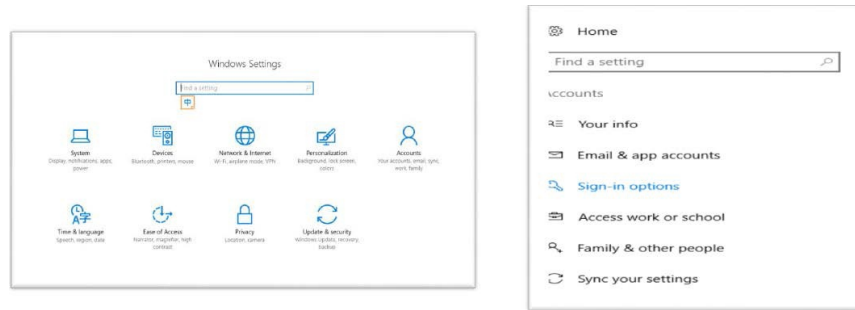 Windows Settings
Find a setting
中
System
Display, notifications, apps,
power
Devices
Bluetooth, printers, mouse
Network & Internet
Wi-Fi, airplane mode, VPN
Personalization
Background, lock screen,
colors
Accounts
Your accounts, email, sync,
work, family
Time & language
Speech, region, date
Ease of Access
Narrator, magnifier, high
contrast
Privacy
Location, camera
Update & security
Windows Update, recovery,
backup
Home
Find a setting
Accounts
Your info
Email & app accounts
Sign-in options
Access work or school
Family & other people
Sync your settings